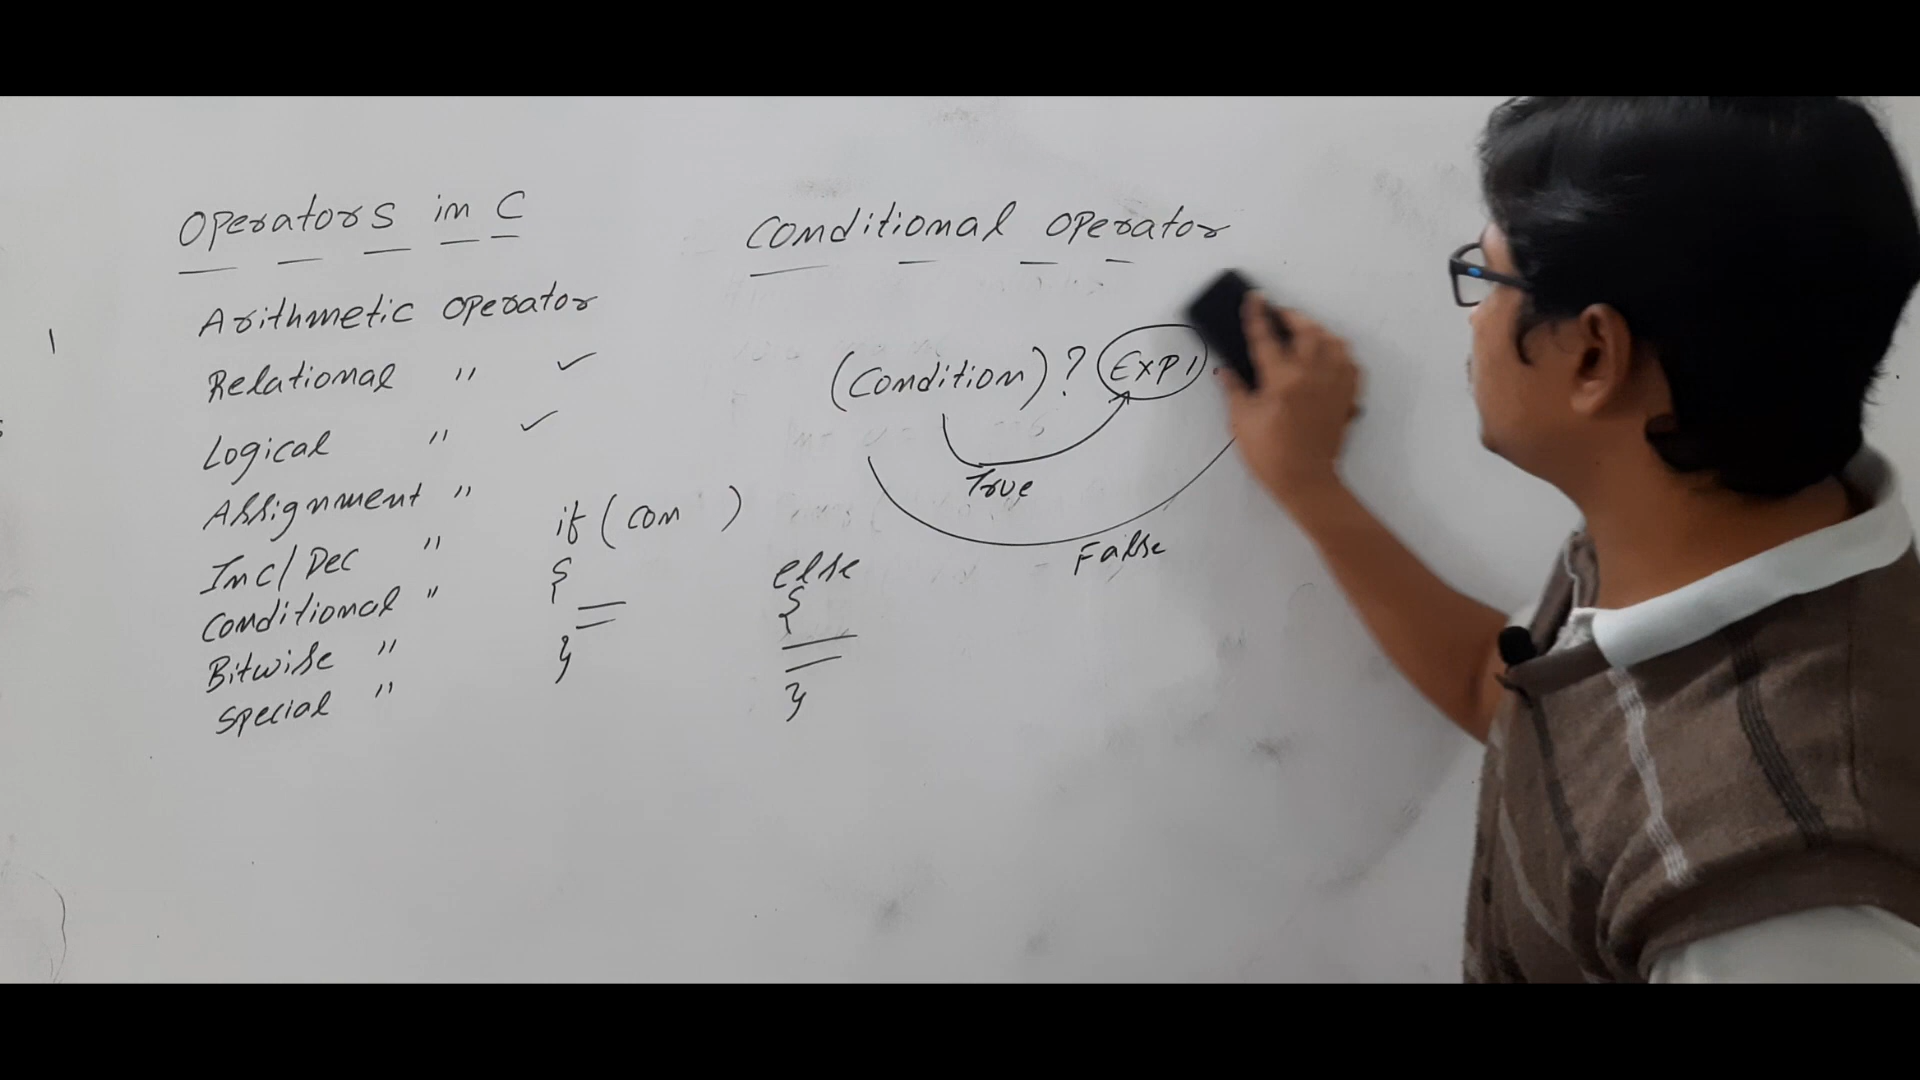 Operators in C
Arithmetic Operator
Relational " ✓
Logical " ✓
Assignment "
Inc/Dec "
Conditional "
Bitwise "
Special "
if (Con )
{
}
else
{
}
Conditional Operator
(Condition) ? Exp1
True
False